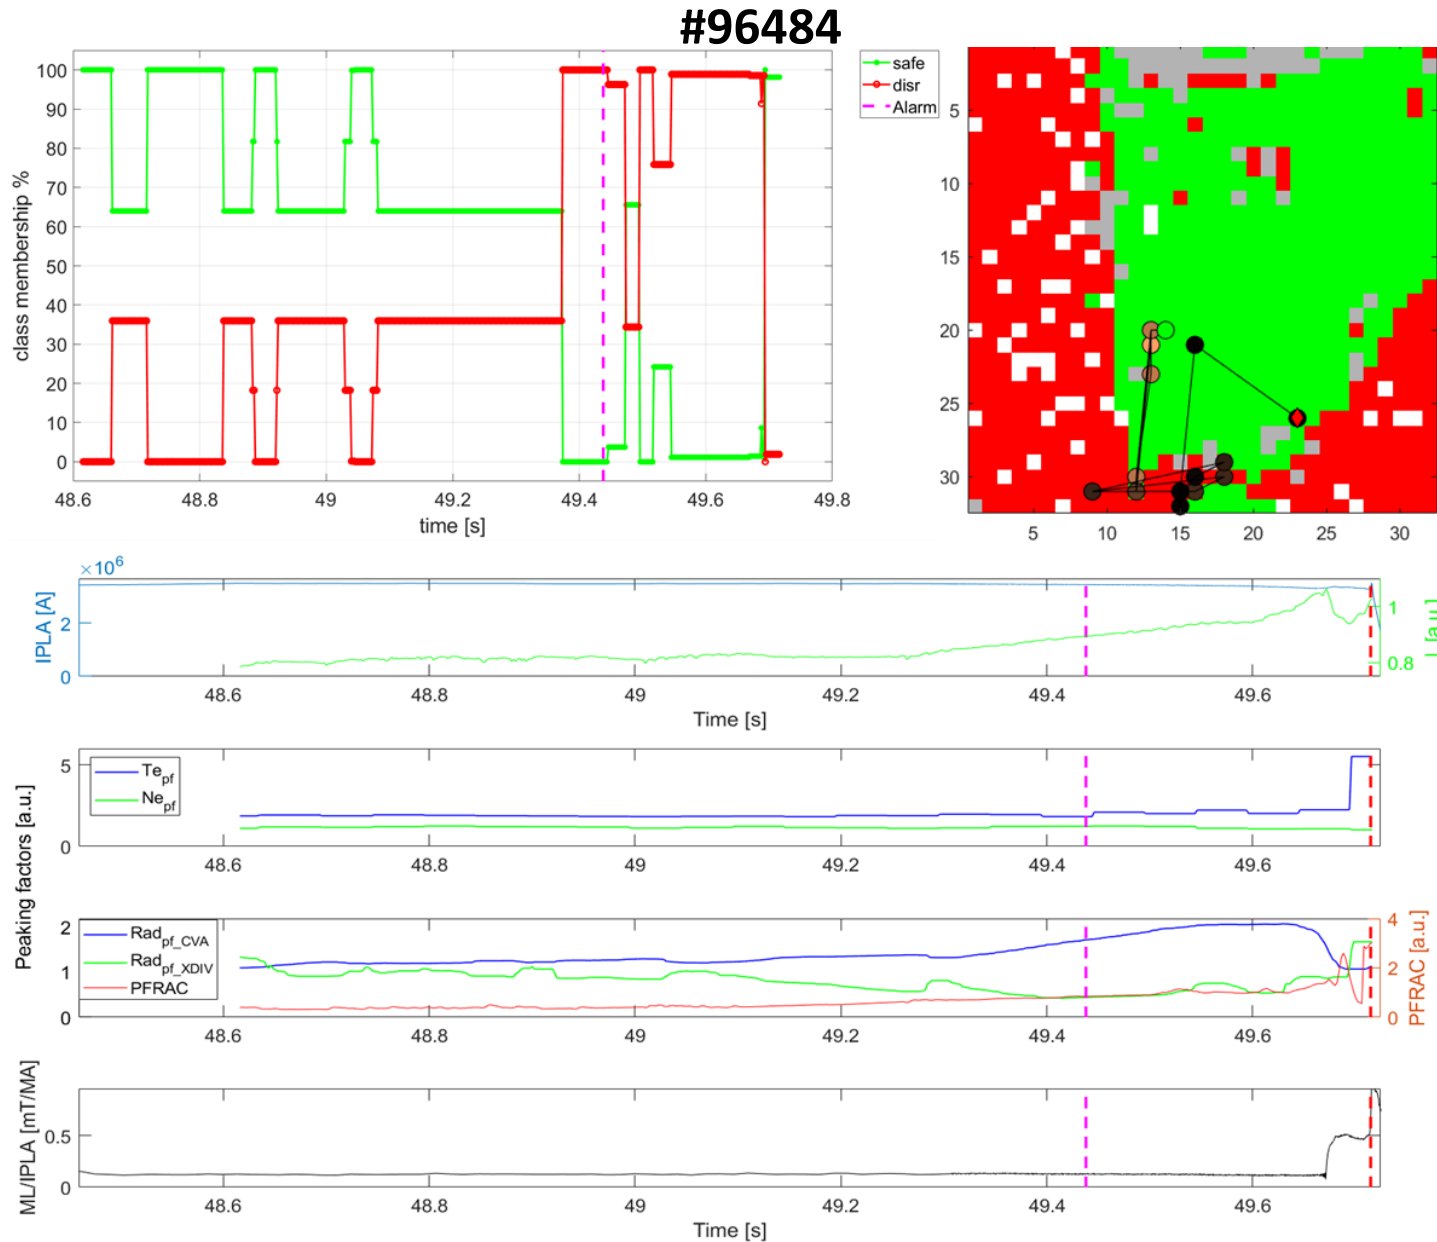 #96484
100
90
80
70
60
50
40
30
20
10
0
class membership %
48.6 48.8 49 49.2 49.4 49.6 49.8
time [s]
safe
disr
Alarm
5
10
15
20
25
30
5 10 15 20 25 30
×10^6
IPLA [A]
2
0
1
0.8
48.6 48.8 49 49.2 49.4 49.6
Time [s]
Peaking factors [a.u.]
5
0
Te_pf
Ne_pf
48.6 48.8 49 49.2 49.4 49.6
2
1
0
Rad_pf_CVA
Rad_pf_XDIV
PFRAC
4
2
0
PFRAC [a.u.]
48.6 48.8 49 49.2 49.4 49.6
ML/IPLA [mT/MA]
0.5
0
48.6 48.8 49 49.2 49.4 49.6
Time [s]